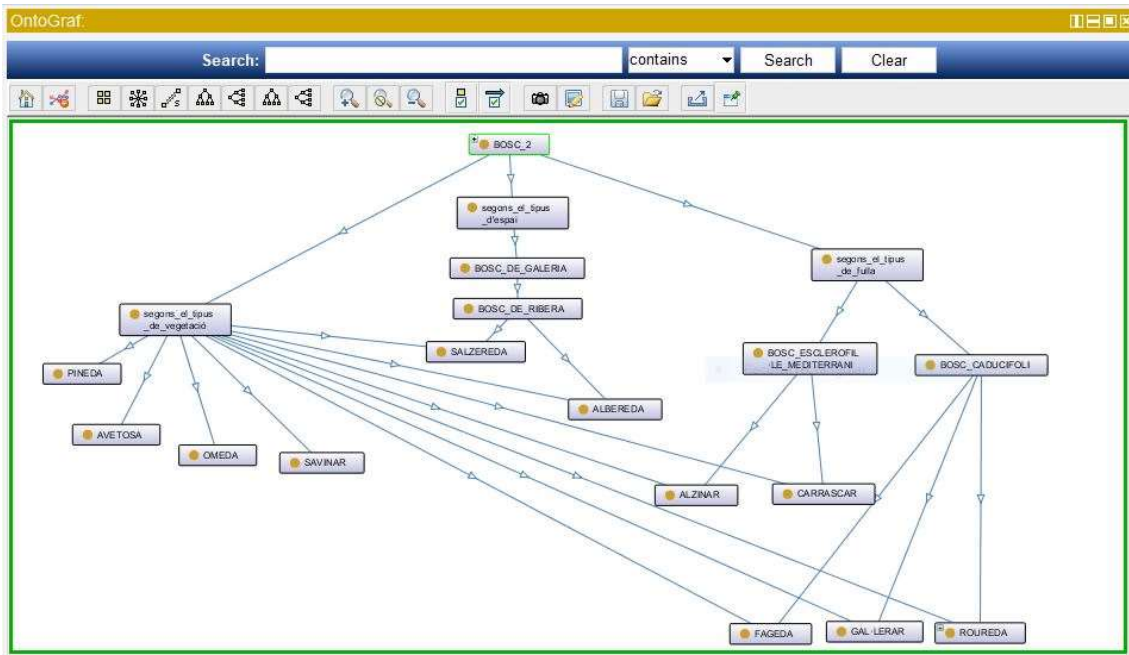 OntoGraf:
Search:
contains
Search
Clear
BOSC_2
segons_el_tipus
_d'espai
segons_el_tipus
_de_fulla
BOSC_DE_GALERIA
BOSC_DE_RIBERA
segons_el_tipus
_de_vegetació
SALZEREDA
BOSC_ESCLEROFIL
·LE_MEDITERRANI
BOSC_CADUCIFOLI
PINEDA
ALBEREDA
AVETOSA
OMEDA
SAVINAR
ALZINAR
CARRASCAR
FAGEDA
GAL·LERAR
ROUREDA